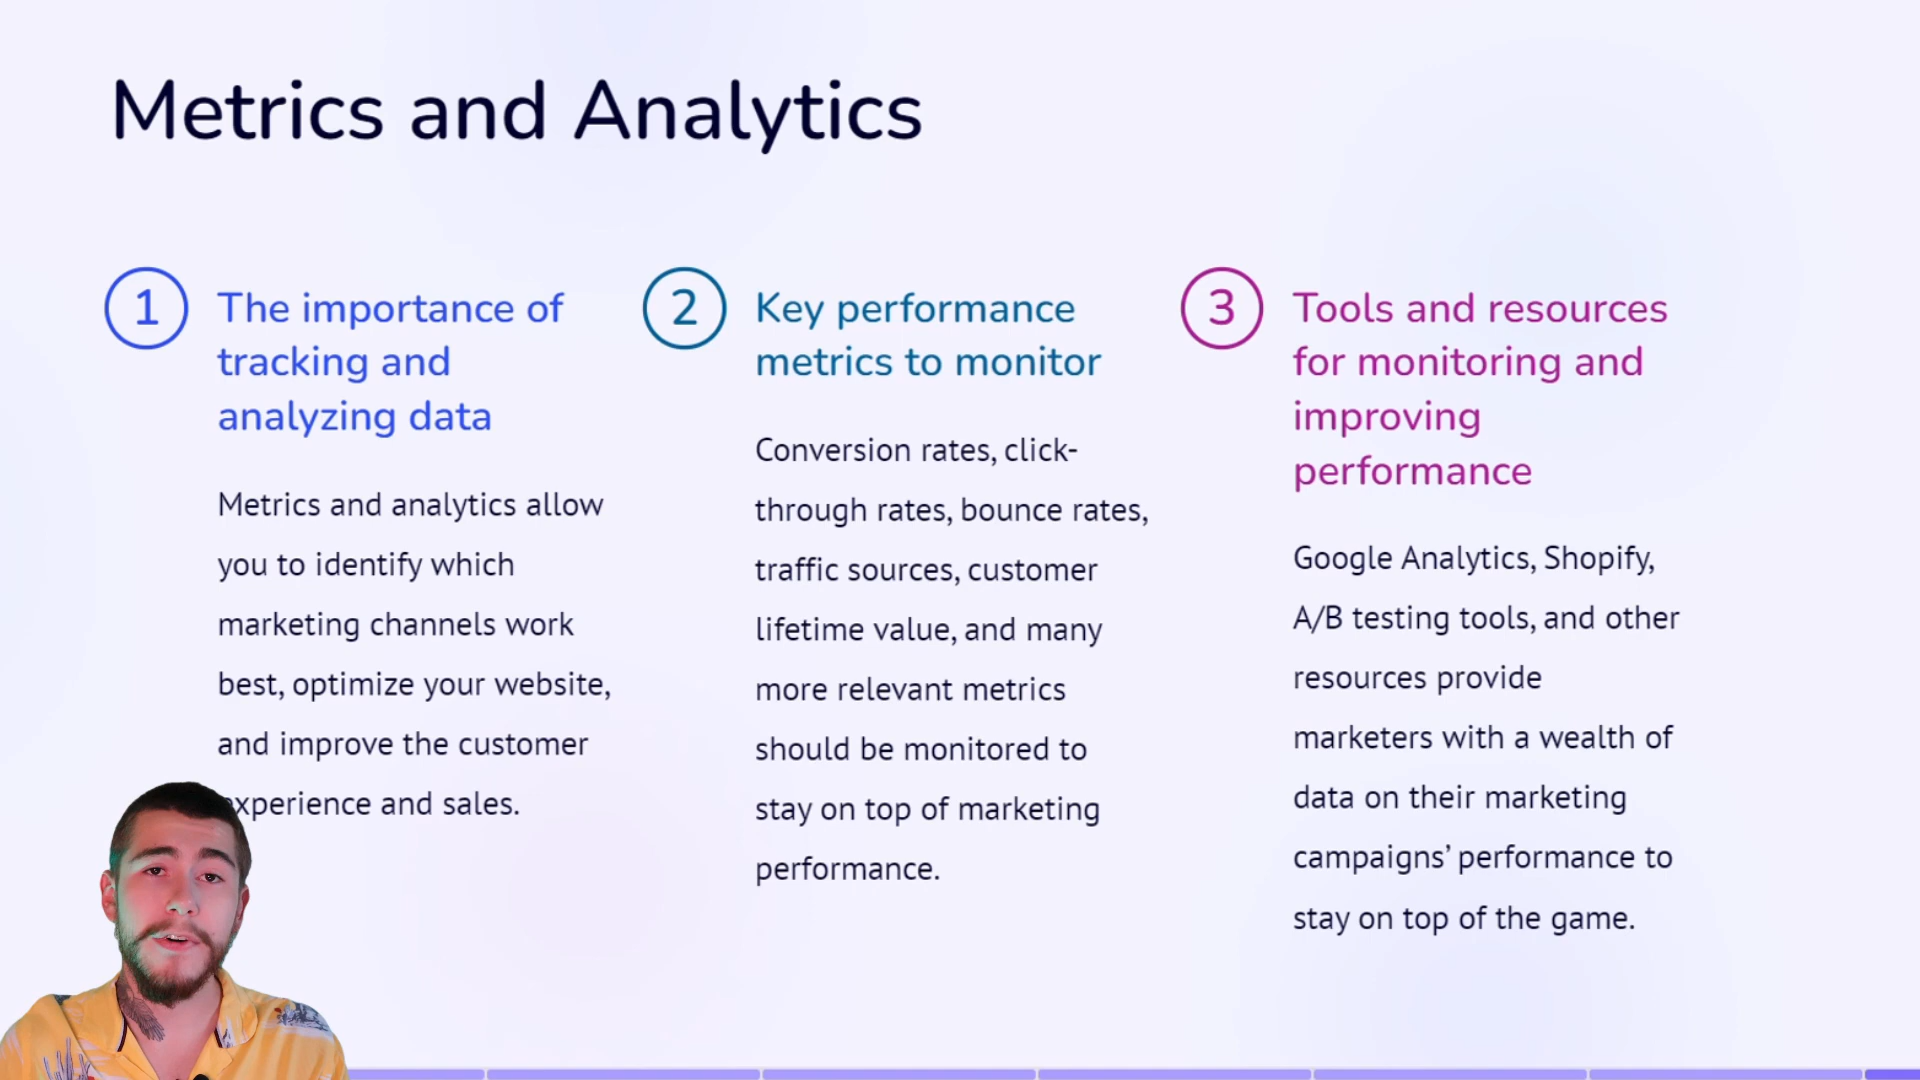 Metrics and Analytics
1
The importance of
tracking and
analyzing data
Metrics and analytics allow
you to identify which
marketing channels work
best, optimize your website,
and improve the customer
experience and sales.
2
Key performance
metrics to monitor
Conversion rates, click-
through rates, bounce rates,
traffic sources, customer
lifetime value, and many
more relevant metrics
should be monitored to
stay on top of marketing
performance.
3
Tools and resources
for monitoring and
improving
performance
Google Analytics, Shopify,
A/B testing tools, and other
resources provide
marketers with a wealth of
data on their marketing
campaigns’ performance to
stay on top of the game.